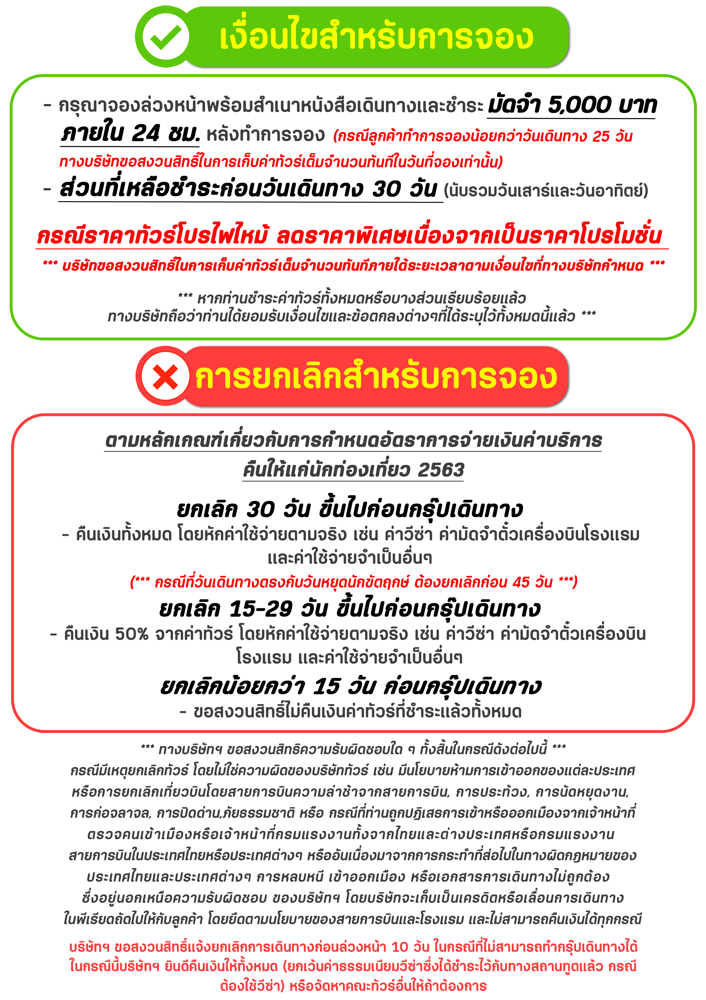 เงื่อนไขสำหรับการจอง
- กรุณาจองล่วงหน้าพร้อมสำเนาหนังสือเดินทางและชำระ มัดจำ 5,000 บาท
ภายใน 24 ชม. หลังทำการจอง (กรณีลูกค้าทำการจองน้อยกว่าวันเดินทาง 25 วัน
ทางบริษัทขอสงวนสิทธิ์ในการเก็บค่าทัวร์เต็มจำนวนทันทีในวันที่จองเท่านั้น)
- ส่วนที่เหลือชำระก่อนวันเดินทาง 30 วัน (นับรวมวันเสาร์และวันอาทิตย์)
กรณีราคาทัวร์โปรไฟไหม้ ลดราคาพิเศษเนื่องจากเป็นราคาโปรโมชั่น
*** บริษัทขอสงวนสิทธิ์ในการเก็บค่าทัวร์เต็มจำนวนทันทีภายใต้ระยะเวลาตามเงื่อนไขที่ทางบริษัทกำหนด ***
*** หากท่านชำระค่าทัวร์ทั้งหมดหรือบางส่วนเรียบร้อยแล้ว
ทางบริษัทถือว่าท่านได้ยอมรับเงื่อนไขและข้อตกลงต่างๆที่ได้ระบุไว้ทั้งหมดนี้แล้ว ***
การยกเลิกสำหรับการจอง
ตามหลักเกณฑ์เกี่ยวกับการกำหนดอัตราการจ่ายเงินค่าบริการ
คืนให้แก่นักท่องเที่ยว 2563
ยกเลิก 30 วัน ขึ้นไปก่อนกรุ๊ปเดินทาง
- คืนเงินทั้งหมด โดยหักค่าใช้จ่ายตามจริง เช่น ค่าวีซ่า ค่ามัดจำตั๋วเครื่องบินโรงแรม
และค่าใช้จ่ายจำเป็นอื่นๆ
(*** กรณีที่วันเดินทางตรงกับวันหยุดนักขัตฤกษ์ ต้องยกเลิกก่อน 45 วัน ***)
ยกเลิก 15-29 วัน ขึ้นไปก่อนกรุ๊ปเดินทาง
- คืนเงิน 50% จากค่าทัวร์ โดยหักค่าใช้จ่ายตามจริง เช่น ค่าวีซ่า ค่ามัดจำตั๋วเครื่องบิน
โรงแรม และค่าใช้จ่ายจำเป็นอื่นๆ
ยกเลิกน้อยกว่า 15 วัน ก่อนกรุ๊ปเดินทาง
- ขอสงวนสิทธิ์ไม่คืนเงินค่าทัวร์ที่ชำระแล้วทั้งหมด
*** ทางบริษัทฯ ขอสงวนสิทธิความรับผิดชอบใด ๆ ทั้งสิ้นในกรณีดังต่อไปนี้ ***
กรณีมีเหตุยกเลิกทัวร์ โดยไม่ใช่ความผิดของบริษัททัวร์ เช่น มีนโยบายห้ามการเข้าออกของแต่ละประเทศ
หรือการยกเลิกเที่ยวบินโดยสายการบินความล่าช้าจากสายการบิน, การประท้วง, การนัดหยุดงาน,
การก่อจลาจล, การปิดด่าน,ภัยธรรมชาติ หรือ กรณีที่ท่านถูกปฏิเสธการเข้าหรือออกเมืองจากเจ้าหน้าที่
ตรวจคนเข้าเมืองหรือเจ้าหน้าที่กรมแรงงานทั้งจากไทยและต่างประเทศหรือกรมแรงงาน
สายการบินในประเทศไทยหรือประเทศต่างๆ หรืออันเนื่องมาจากการกระทำที่ส่อไปในทางผิดกฎหมายของ
ประเทศไทยและประเทศต่างๆ การหลบหนี เข้าออกเมือง หรือเอกสารการเดินทางไม่ถูกต้อง
ซึ่งอยู่นอกเหนือความรับผิดชอบ ของบริษัทฯ โดยบริษัทจะเก็บเป็นเครดิตหรือเลื่อนการเดินทาง
ในพีเรียดถัดไปให้กับลูกค้า โดยยึดตามนโยบายของสายการบินและโรงแรม และไม่สามารถคืนเงินได้ทุกกรณี
บริษัทฯ ขอสงวนสิทธิ์แจ้งยกเลิกการเดินทางก่อนล่วงหน้า 10 วัน ในกรณีที่ไม่สามารถทำกรุ๊ปเดินทางได้
ในกรณีนี้บริษัทฯ ยินดีคืนเงินให้ทั้งหมด (ยกเว้นค่าธรรมเนียมวีซ่าซึ่งได้ชำระไว้กับทางสถานทูตแล้ว กรณี
ต้องใช้วีซ่า) หรือจัดหาคณะทัวร์อื่นให้ถ้าต้องการ